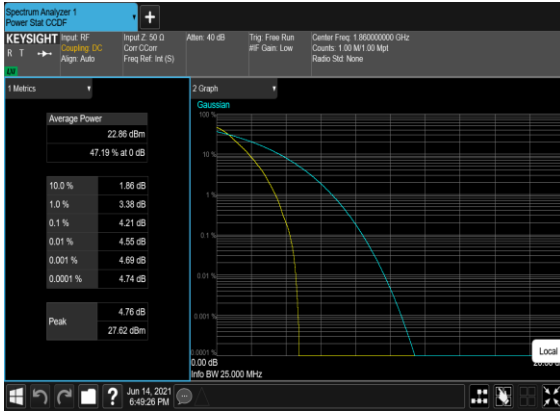 Spectrum Analyzer 1
Power Stat CCDF
+
KEYSIGHT
R T
Input: RF
Coupling: DC
Align: Auto
Input Z: 50 Ω
Corr CCorr
Freq Ref: Int (S)
Atten: 40 dB
Trig: Free Run
#IF Gain: Low
Center Freq: 1.860000000 GHz
Counts: 1.00 M/1.00 Mpt
Radio Std: None
1 Metrics
Average Power
22.86 dBm
47.19 % at 0 dB
10.0 % 1.86 dB
1.0 % 3.38 dB
0.1 % 4.21 dB
0.01 % 4.55 dB
0.001 % 4.69 dB
0.0001 % 4.74 dB
Peak
4.76 dB
27.62 dBm
2 Graph
Gaussian
100 %
10 %
1 %
0.1 %
0.01 %
0.001 %
0.0001 %
0.00 dB
Info BW 25.000 MHz
Local
?
Jun 14, 2021
6:49:26 PM